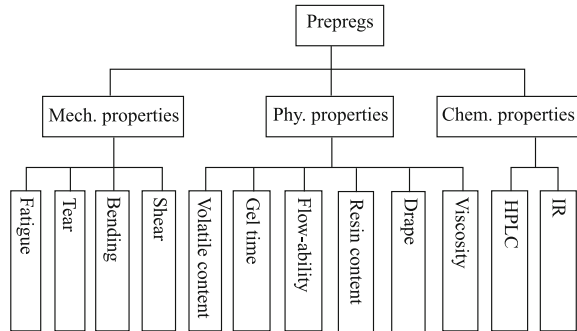 Prepregs
Mech. properties
Phy. properties
Chem. properties
Fatigue
Tear
Bending
Shear
Volatile content
Gel time
Flow-ability
Resin content
Drape
Viscosity
HPLC
IR